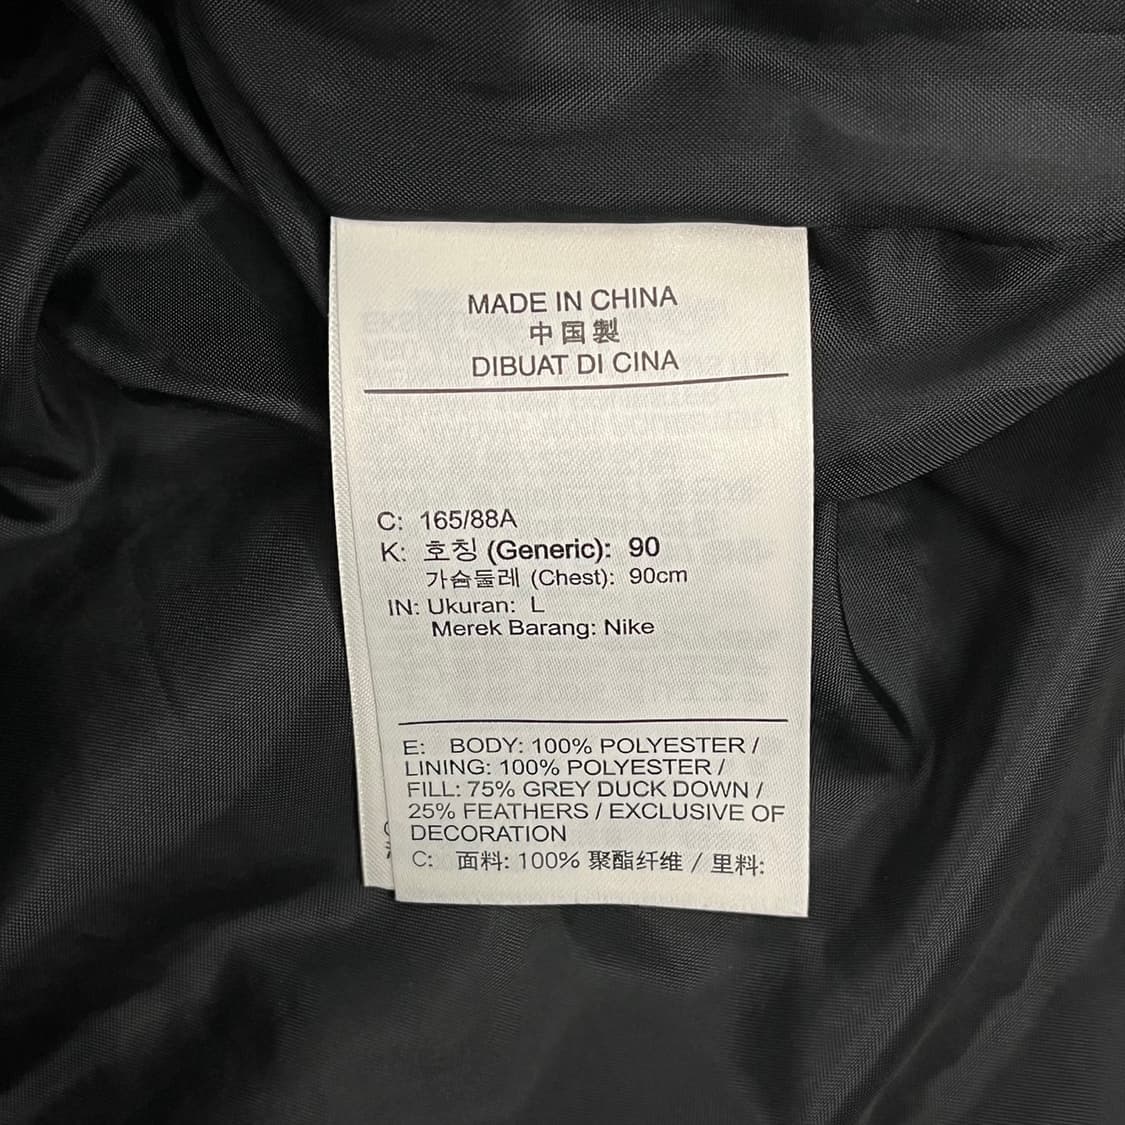 MADE IN CHINA
中国製
DIBUAT DI CINA
C: 165/88A
K: 호칭 (Generic): 90
가슴둘레 (Chest): 90cm
IN: Ukuran: L
Merek Barang: Nike
E: BODY: 100% POLYESTER /
LINING: 100% POLYESTER /
FILL: 75% GREY DUCK DOWN /
25% FEATHERS / EXCLUSIVE OF
DECORATION
C: 面料: 100% 聚酯纤维 / 里料: